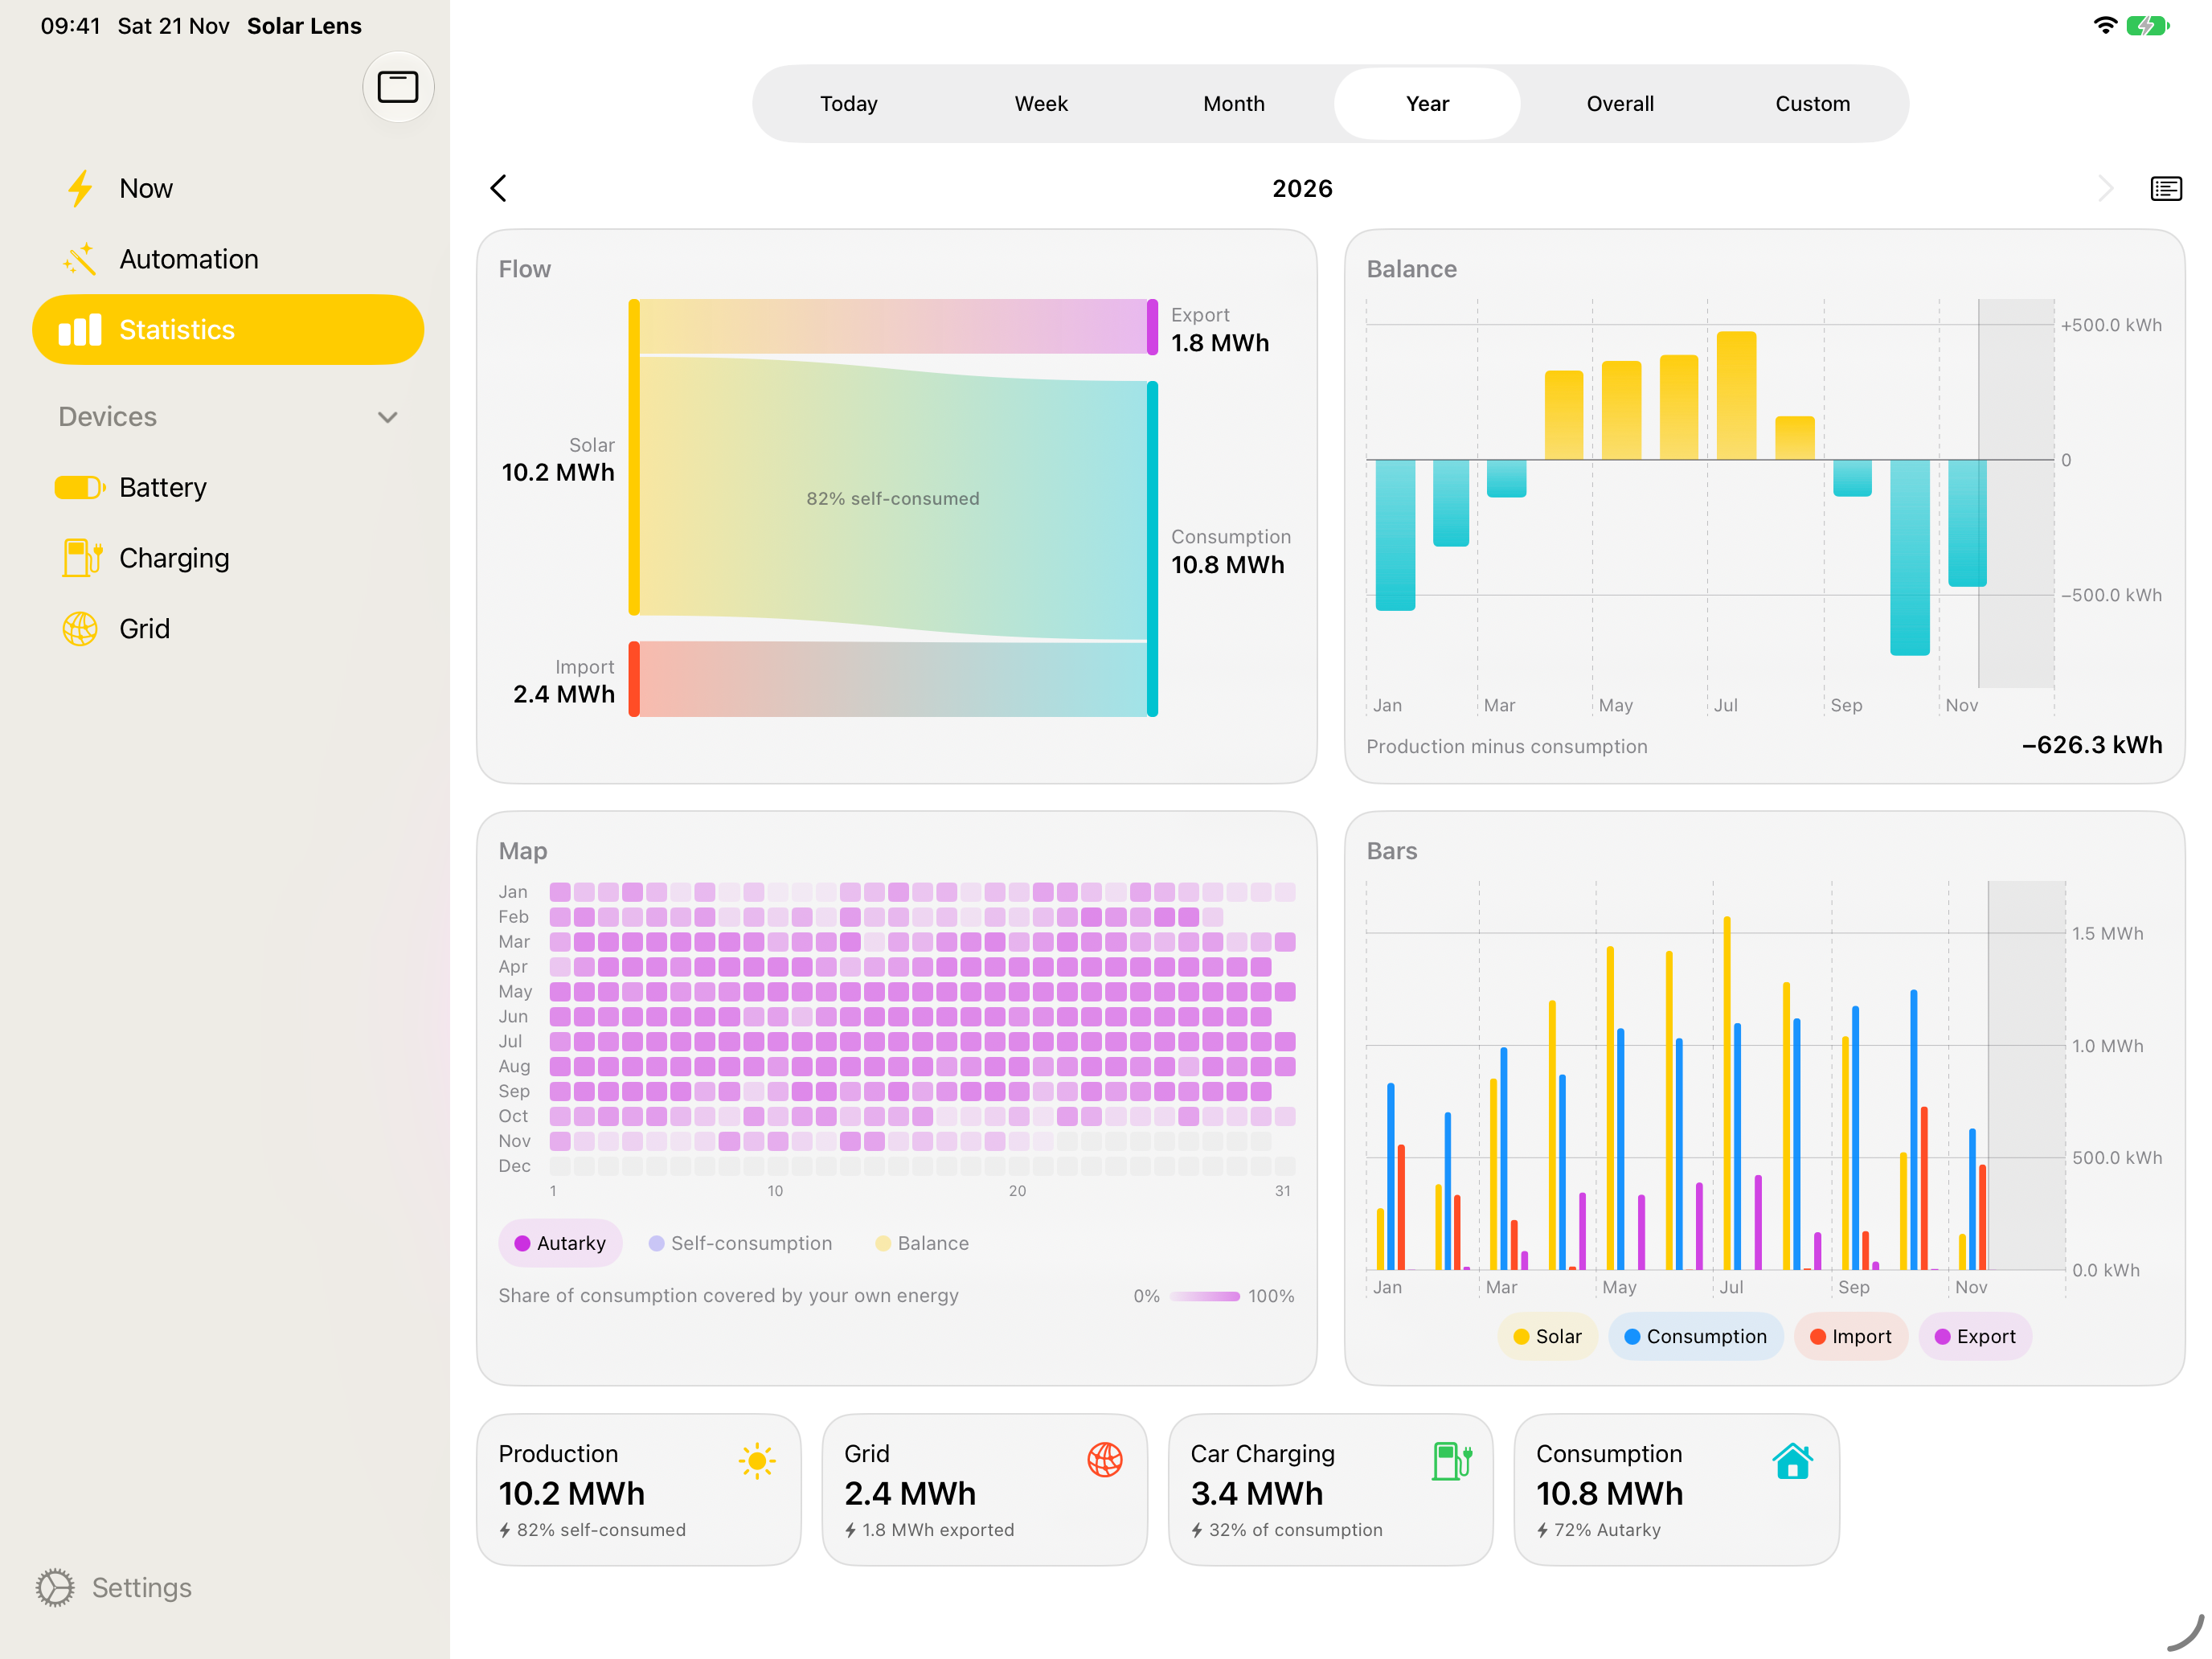 09:41 Sat 21 Nov Solar Lens
Now
Automation
Statistics
Devices
Battery
Charging
Grid
Settings
Today Week Month Year Overall Custom
2026
Flow
Solar
10.2 MWh
Import
2.4 MWh
82% self-consumed
Export
1.8 MWh
Consumption
10.8 MWh
Balance
+500.0 kWh
0
−500.0 kWh
Jan Mar May Jul Sep Nov
Production minus consumption −626.3 kWh
Map
Jan
Feb
Mar
Apr
May
Jun
Jul
Aug
Sep
Oct
Nov
Dec
1 10 20 31
Autarky Self-consumption Balance
Share of consumption covered by your own energy 0% 100%
Bars
1.5 MWh
1.0 MWh
500.0 kWh
0.0 kWh
Jan Mar May Jul Sep Nov
Solar Consumption Import Export
Production
10.2 MWh
82% self-consumed
Grid
2.4 MWh
1.8 MWh exported
Car Charging
3.4 MWh
32% of consumption
Consumption
10.8 MWh
72% Autarky